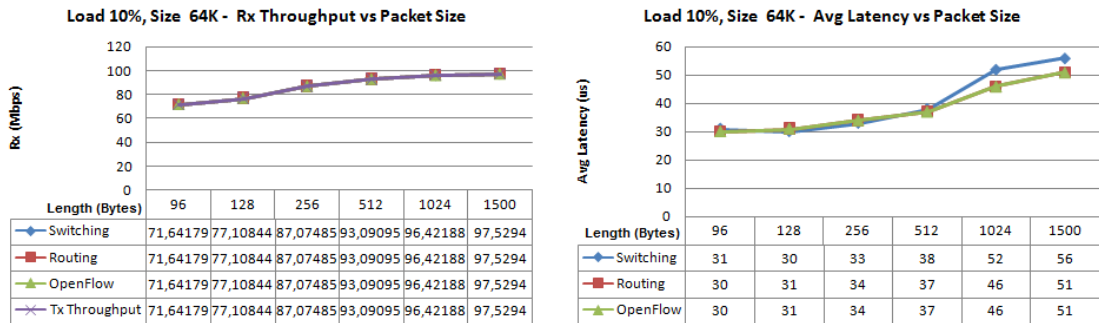 Load 10%, Size 64K - Rx Throughput vs Packet Size
Rx (Mbps)
120
100
80
60
40
20
0
Length (Bytes) 96 128 256 512 1024 1500
Switching 71,64179 77,10844 87,07485 93,09095 96,42188 97,5294
Routing 71,64179 77,10844 87,07485 93,09095 96,42188 97,5294
OpenFlow 71,64179 77,10844 87,07485 93,09095 96,42188 97,5294
Tx Throughput 71,64179 77,10844 87,07485 93,09095 96,42188 97,5294
Load 10%, Size 64K - Avg Latency vs Packet Size
Avg Latency (us)
60
50
40
30
20
10
0
Length (Bytes) 96 128 256 512 1024 1500
Switching 31 30 33 38 52 56
Routing 30 31 34 37 46 51
OpenFlow 30 31 34 37 46 51